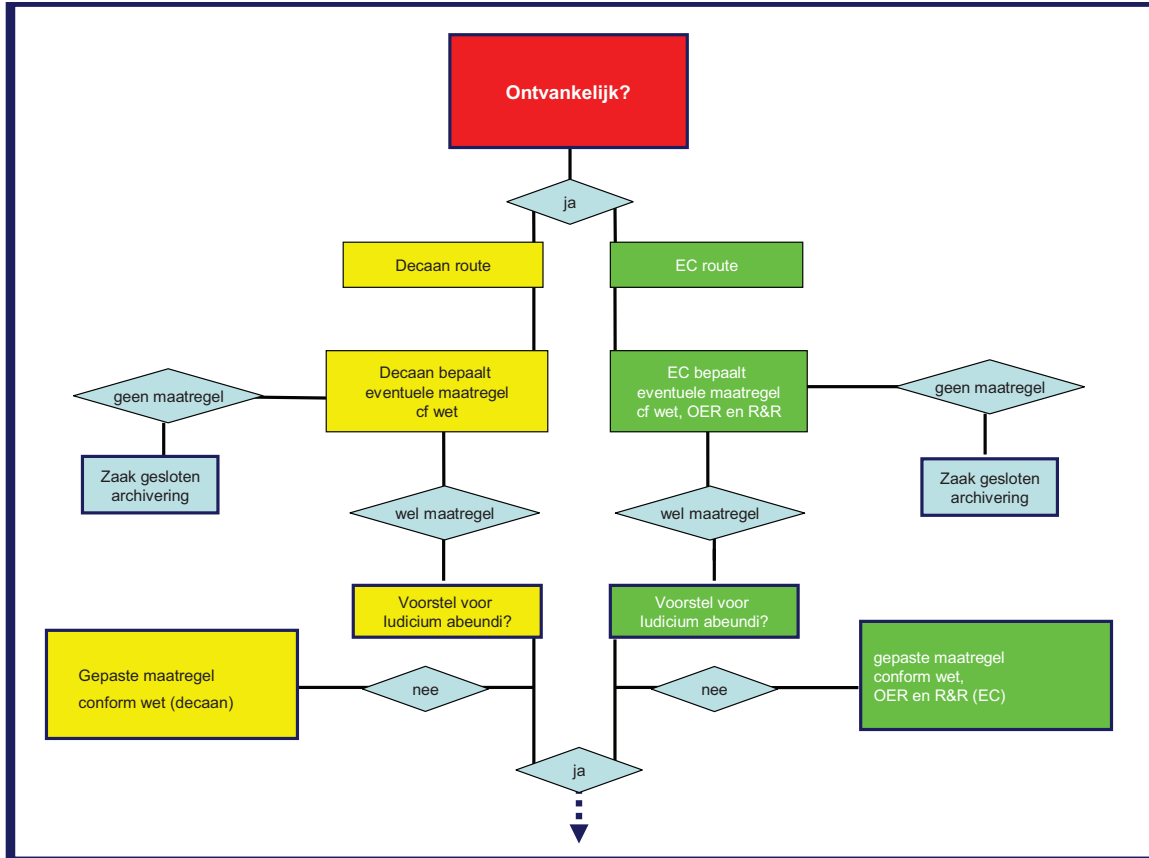 Ontvankelijk?
ja
Decaan route
EC route
Decaan bepaalt
eventuele maatregel
cf wet
EC bepaalt
eventuele maatregel
cf wet, OER en R&R
geen maatregel
geen maatregel
Zaak gesloten
archivering
Zaak gesloten
archivering
wel maatregel
wel maatregel
Voorstel voor
ludicium abeundi?
Voorstel voor
ludicium abeundi?
Gepaste maatregel
conform wet (decaan)
nee
nee
gepaste maatregel
conform wet,
OER en R&R (EC)
ja